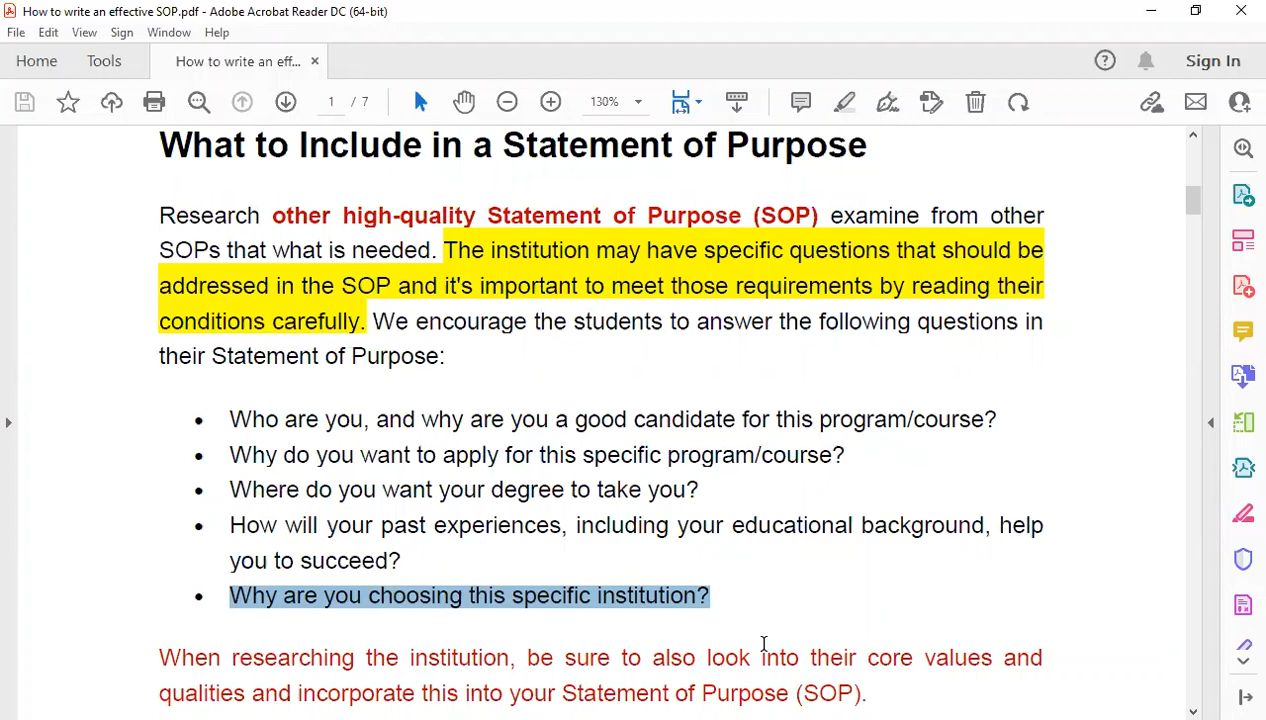 How to write an effective SOP.pdf - Adobe Acrobat Reader DC (64-bit)
File Edit View Sign Window Help
Home Tools How to write an eff... × Sign In
1 / 7 130%
What to Include in a Statement of Purpose
Research other high-quality Statement of Purpose (SOP) examine from other
SOPs that what is needed. The institution may have specific questions that should be
addressed in the SOP and it's important to meet those requirements by reading their
conditions carefully. We encourage the students to answer the following questions in
their Statement of Purpose:
• Who are you, and why are you a good candidate for this program/course?
• Why do you want to apply for this specific program/course?
• Where do you want your degree to take you?
• How will your past experiences, including your educational background, help
you to succeed?
• Why are you choosing this specific institution?
When researching the institution, be sure to also look into their core values and
qualities and incorporate this into your Statement of Purpose (SOP).